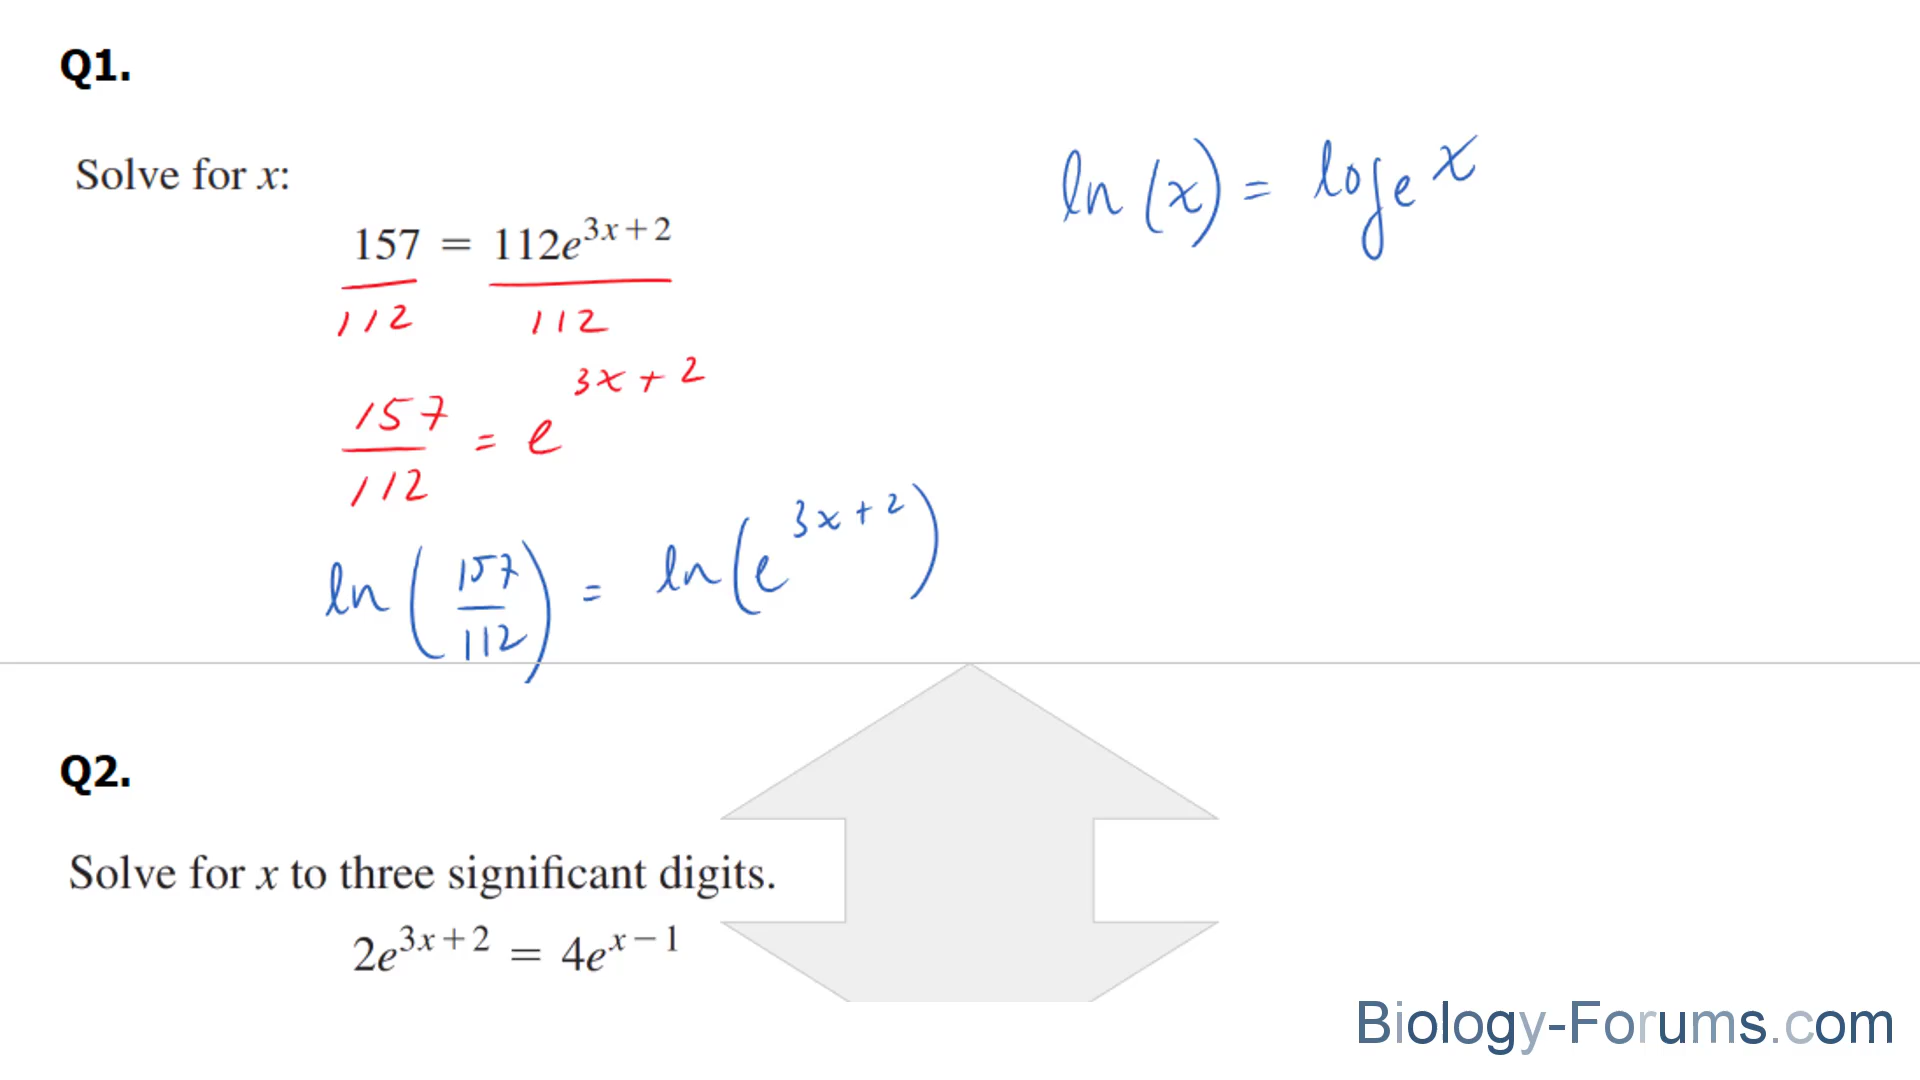 Q1.
Solve for x:
157 = 112e^{3x+2}
112 112
157/112 = e^{3x+2}
ln(157/112) = ln(e^{3x+2})
ln(x) = log_e x
Q2.
Solve for x to three significant digits.
2e^{3x+2} = 4e^{x−1}
Biology-Forums.com